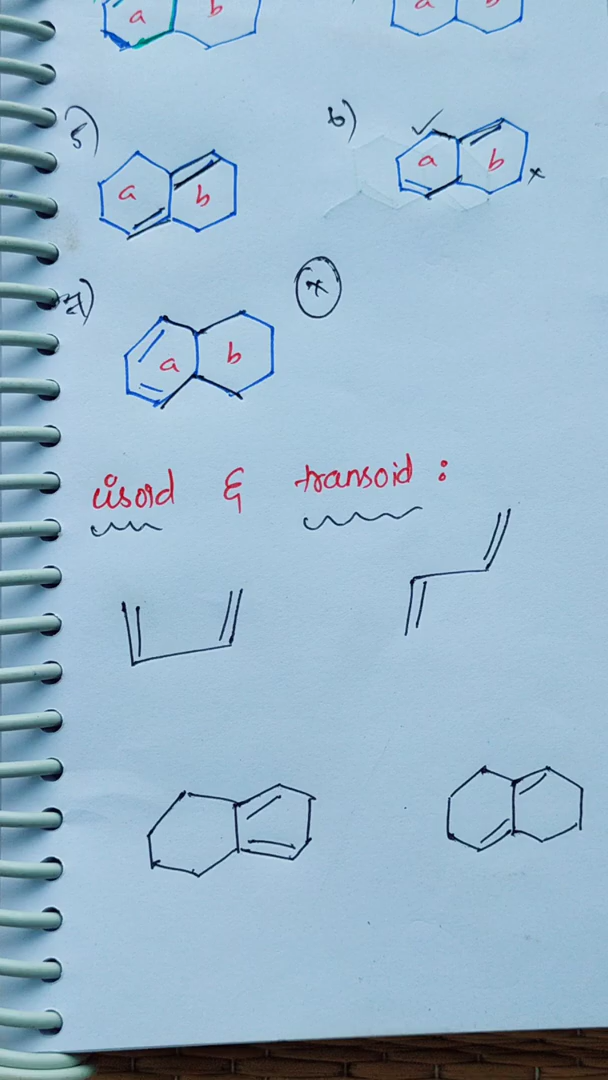 a b a b
5) 6)
a b a b ×
7) *
a b
cisoid & transoid :